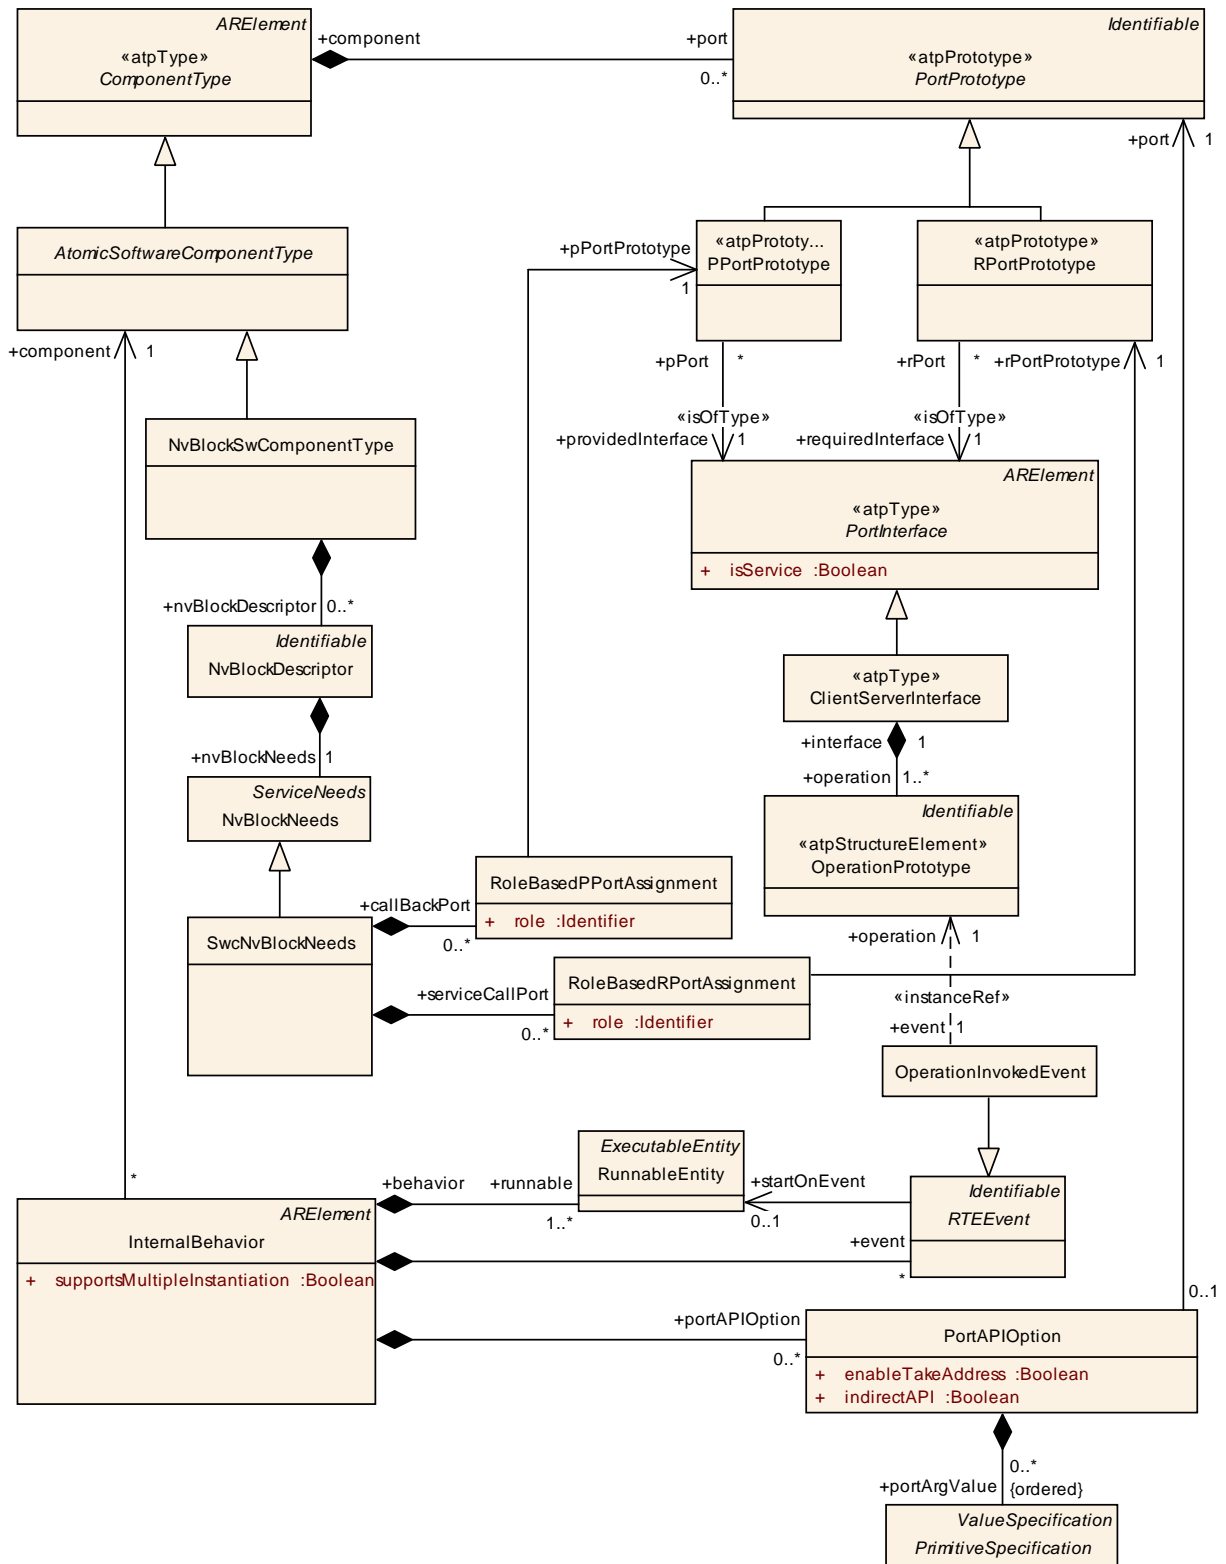 ARElement
«atpType»
ComponentType
+component
+port
0..*
Identifiable
«atpPrototype»
PortPrototype
+port
1
AtomicSoftwareComponentType
+pPortPrototype
1
«atpPrototy...
PPortPrototype
«atpPrototype»
RPortPrototype
+component
1
+pPort
*
+rPort
*
+rPortPrototype
1
«isOfType»
«isOfType»
+providedInterface
1
+requiredInterface
1
NvBlockSwComponentType
ARElement
«atpType»
PortInterface
+ isService :Boolean
+nvBlockDescriptor
0..*
Identifiable
NvBlockDescriptor
«atpType»
ClientServerInterface
+interface
1
+nvBlockNeeds
1
+operation
1..*
ServiceNeeds
NvBlockNeeds
Identifiable
«atpStructureElement»
OperationPrototype
RoleBasedPPortAssignment
+ role :Identifier
+callBackPort
0..*
SwcNvBlockNeeds
+operation
1
RoleBasedRPortAssignment
+ role :Identifier
+serviceCallPort
0..*
«instanceRef»
+event
1
OperationInvokedEvent
ExecutableEntity
RunnableEntity
*
+behavior
+runnable
1..*
+startOnEvent
0..1
Identifiable
RTEEvent
ARElement
InternalBehavior
+ supportsMultipleInstantiation :Boolean
+event
*
0..1
+portAPIOption
0..*
PortAPIOption
+ enableTakeAddress :Boolean
+ indirectAPI :Boolean
0..*
+portArgValue
{ordered}
ValueSpecification
PrimitiveSpecification